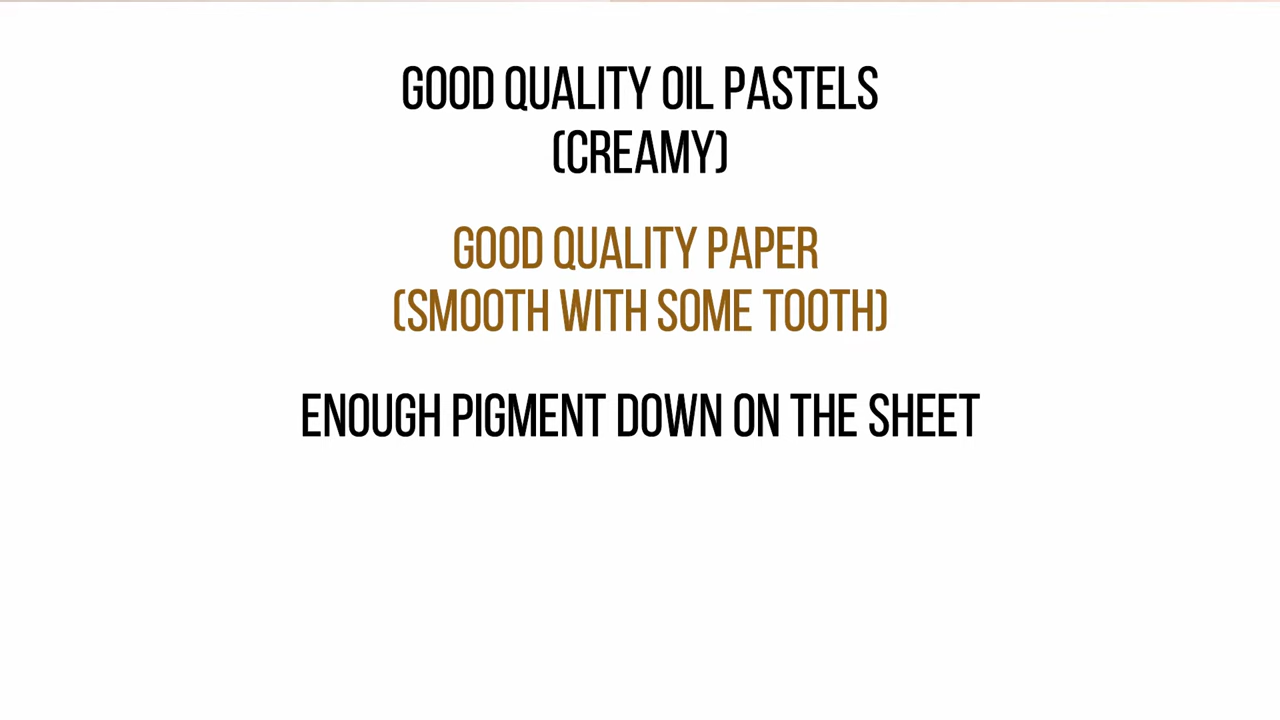 GOOD QUALITY OIL PASTELS
(CREAMY)
GOOD QUALITY PAPER
(SMOOTH WITH SOME TOOTH)
ENOUGH PIGMENT DOWN ON THE SHEET